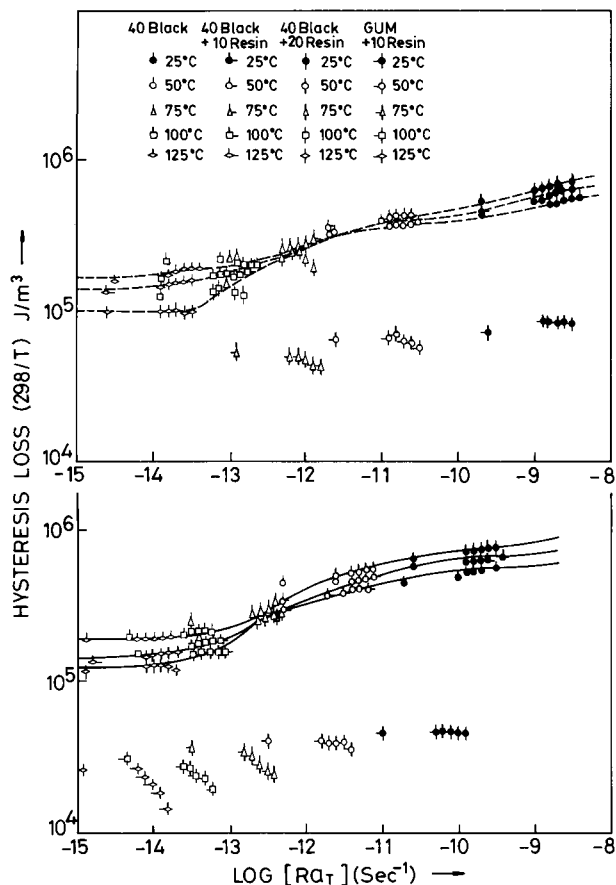 40 Black 40 Black 40 Black GUM
+10 Resin +20 Resin +10 Resin
25°C 25°C 25°C 25°C
50°C 50°C 50°C 50°C
75°C 75°C 75°C 75°C
100°C 100°C 100°C 100°C
125°C 125°C 125°C 125°C
10⁶
10⁵
10⁴
-15 -14 -13 -12 -11 -10 -9 -8
HYSTERESIS LOSS (298/T) J/m³
10⁶
10⁵
10⁴
-15 -14 -13 -12 -11 -10 -9 -8
LOG [RaT] (Sec⁻¹)